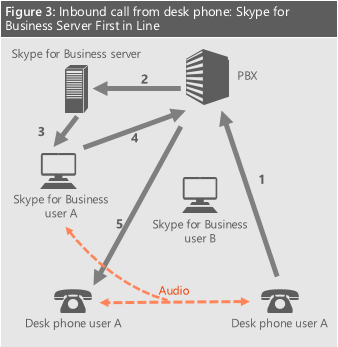 Figure 3: Inbound call from desk phone: Skype for
Business Server First in Line
Skype for Business server
PBX
2
3
4
Skype for Business
user A
1
5
Skype for Business
user B
Audio
Desk phone user A
Desk phone user A